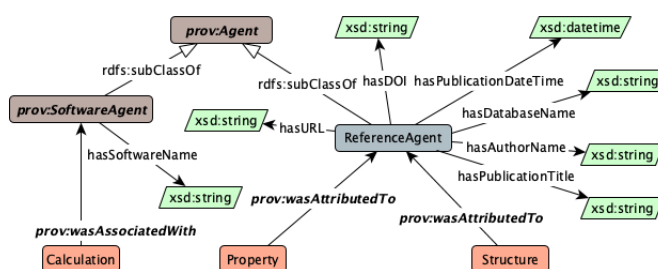 prov:Agent
xsd:string
xsd:datetime
rdfs:subClassOf
rdfs:subClassOf
hasDOI
hasPublicationDateTime
xsd:string
prov:SoftwareAgent
hasDatabaseName
xsd:string
hasURL
ReferenceAgent
hasAuthorName
xsd:string
hasSoftwareName
hasPublicationTitle
xsd:string
prov:wasAttributedTo
xsd:string
prov:wasAttributedTo
prov:wasAssociatedWith
Calculation
Property
Structure